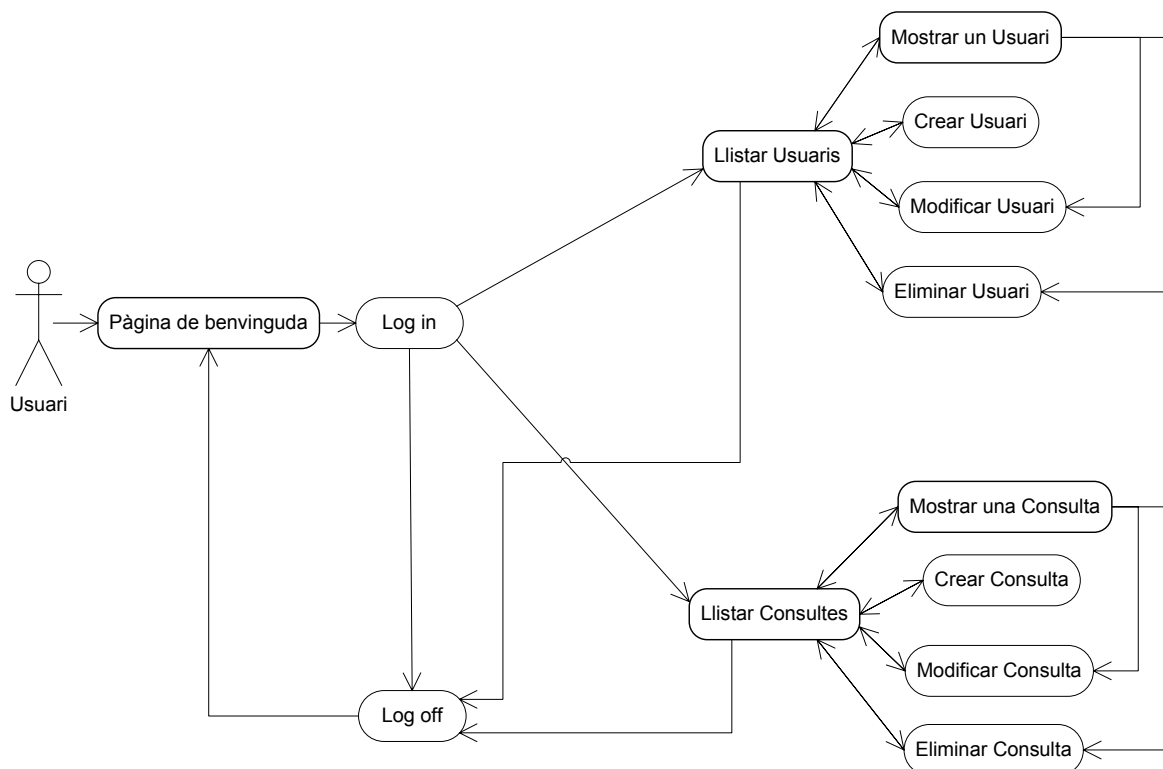 Mostrar un Usuari
Crear Usuari
Llistar Usuaris
Modificar Usuari
Eliminar Usuari
Pàgina de benvinguda
Log in
Usuari
Mostrar una Consulta
Crear Consulta
Llistar Consultes
Modificar Consulta
Log off
Eliminar Consulta